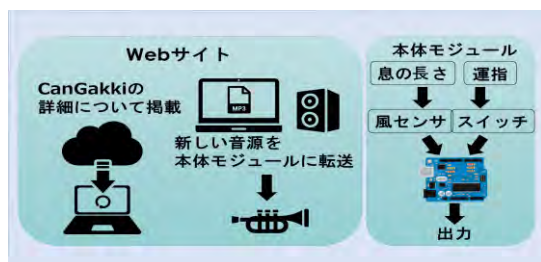 Webサイト
CanGakkiの
詳細について掲載
MP3
新しい音源を
本体モジュールに転送
本体モジュール
息の長さ
運指
風センサ
スイッチ
出力